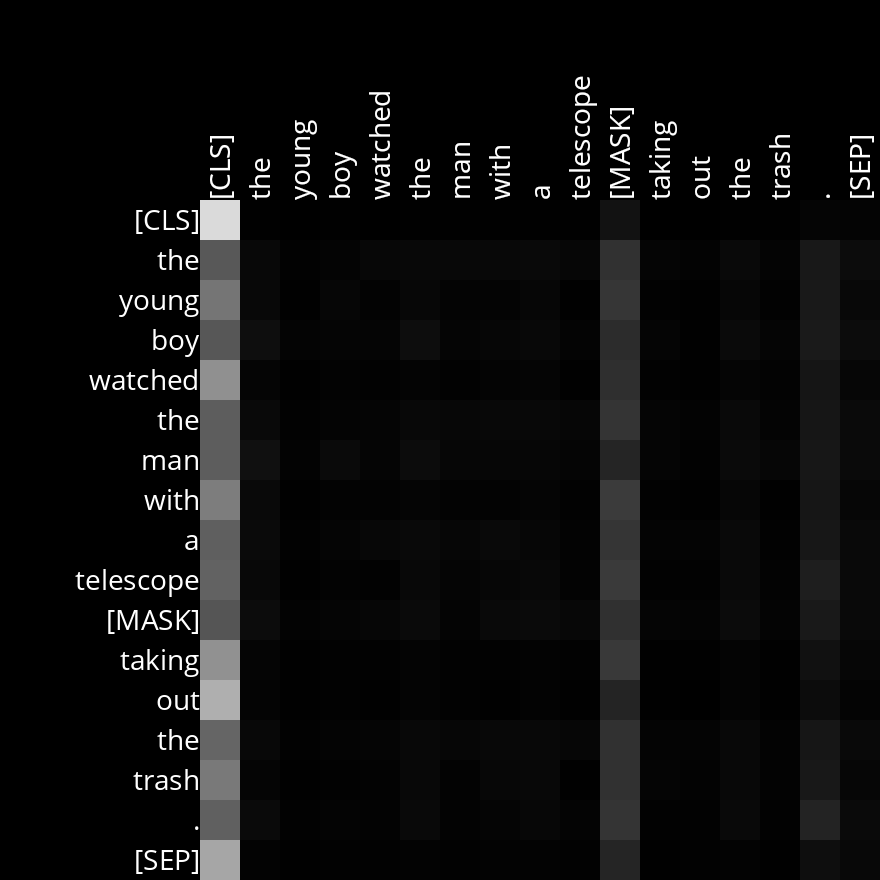 [CLS] the young boy watched the man with a telescope [MASK] taking out the trash . [SEP]
[CLS]
the
young
boy
watched
the
man
with
a
telescope
[MASK]
taking
out
the
trash
.
[SEP]